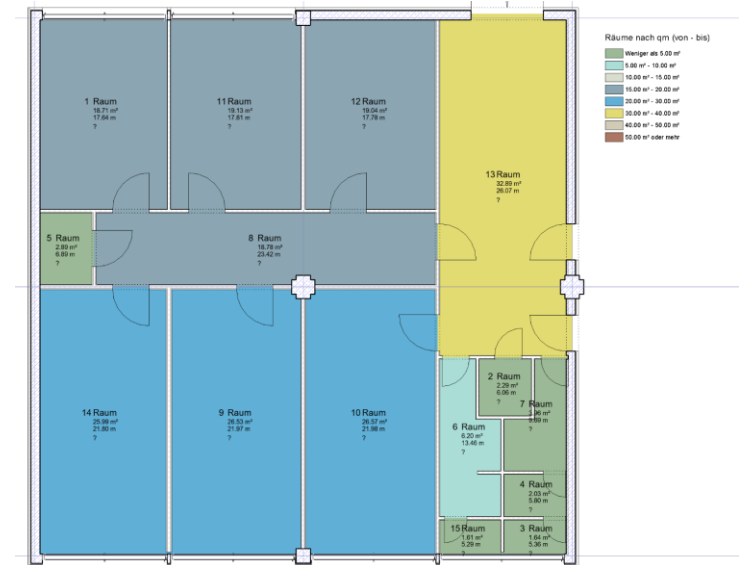 Räume nach qm (von - bis)
Weniger als 5.00 m²
5.00 m² - 10.00 m²
10.00 m² - 15.00 m²
15.00 m² - 20.00 m²
20.00 m² - 30.00 m²
30.00 m² - 40.00 m²
40.00 m² - 50.00 m²
50.00 m² oder mehr
1 Raum
18.71 m²
17.64 m
?
11 Raum
19.13 m²
17.81 m
?
12 Raum
19.04 m²
17.78 m
?
13 Raum
32.89 m²
26.07 m
?
5 Raum
2.89 m²
6.89 m
?
8 Raum
18.78 m²
23.42 m
?
14 Raum
25.99 m²
21.80 m
?
9 Raum
26.53 m²
21.97 m
?
10 Raum
26.57 m²
21.98 m
?
2 Raum
2.29 m²
6.06 m
?
7 Raum
?
6 Raum
6.20 m²
13.46 m
?
4 Raum
2.03 m²
5.80 m
?
15 Raum
1.61 m²
5.29 m
?
3 Raum
1.64 m²
5.36 m
?